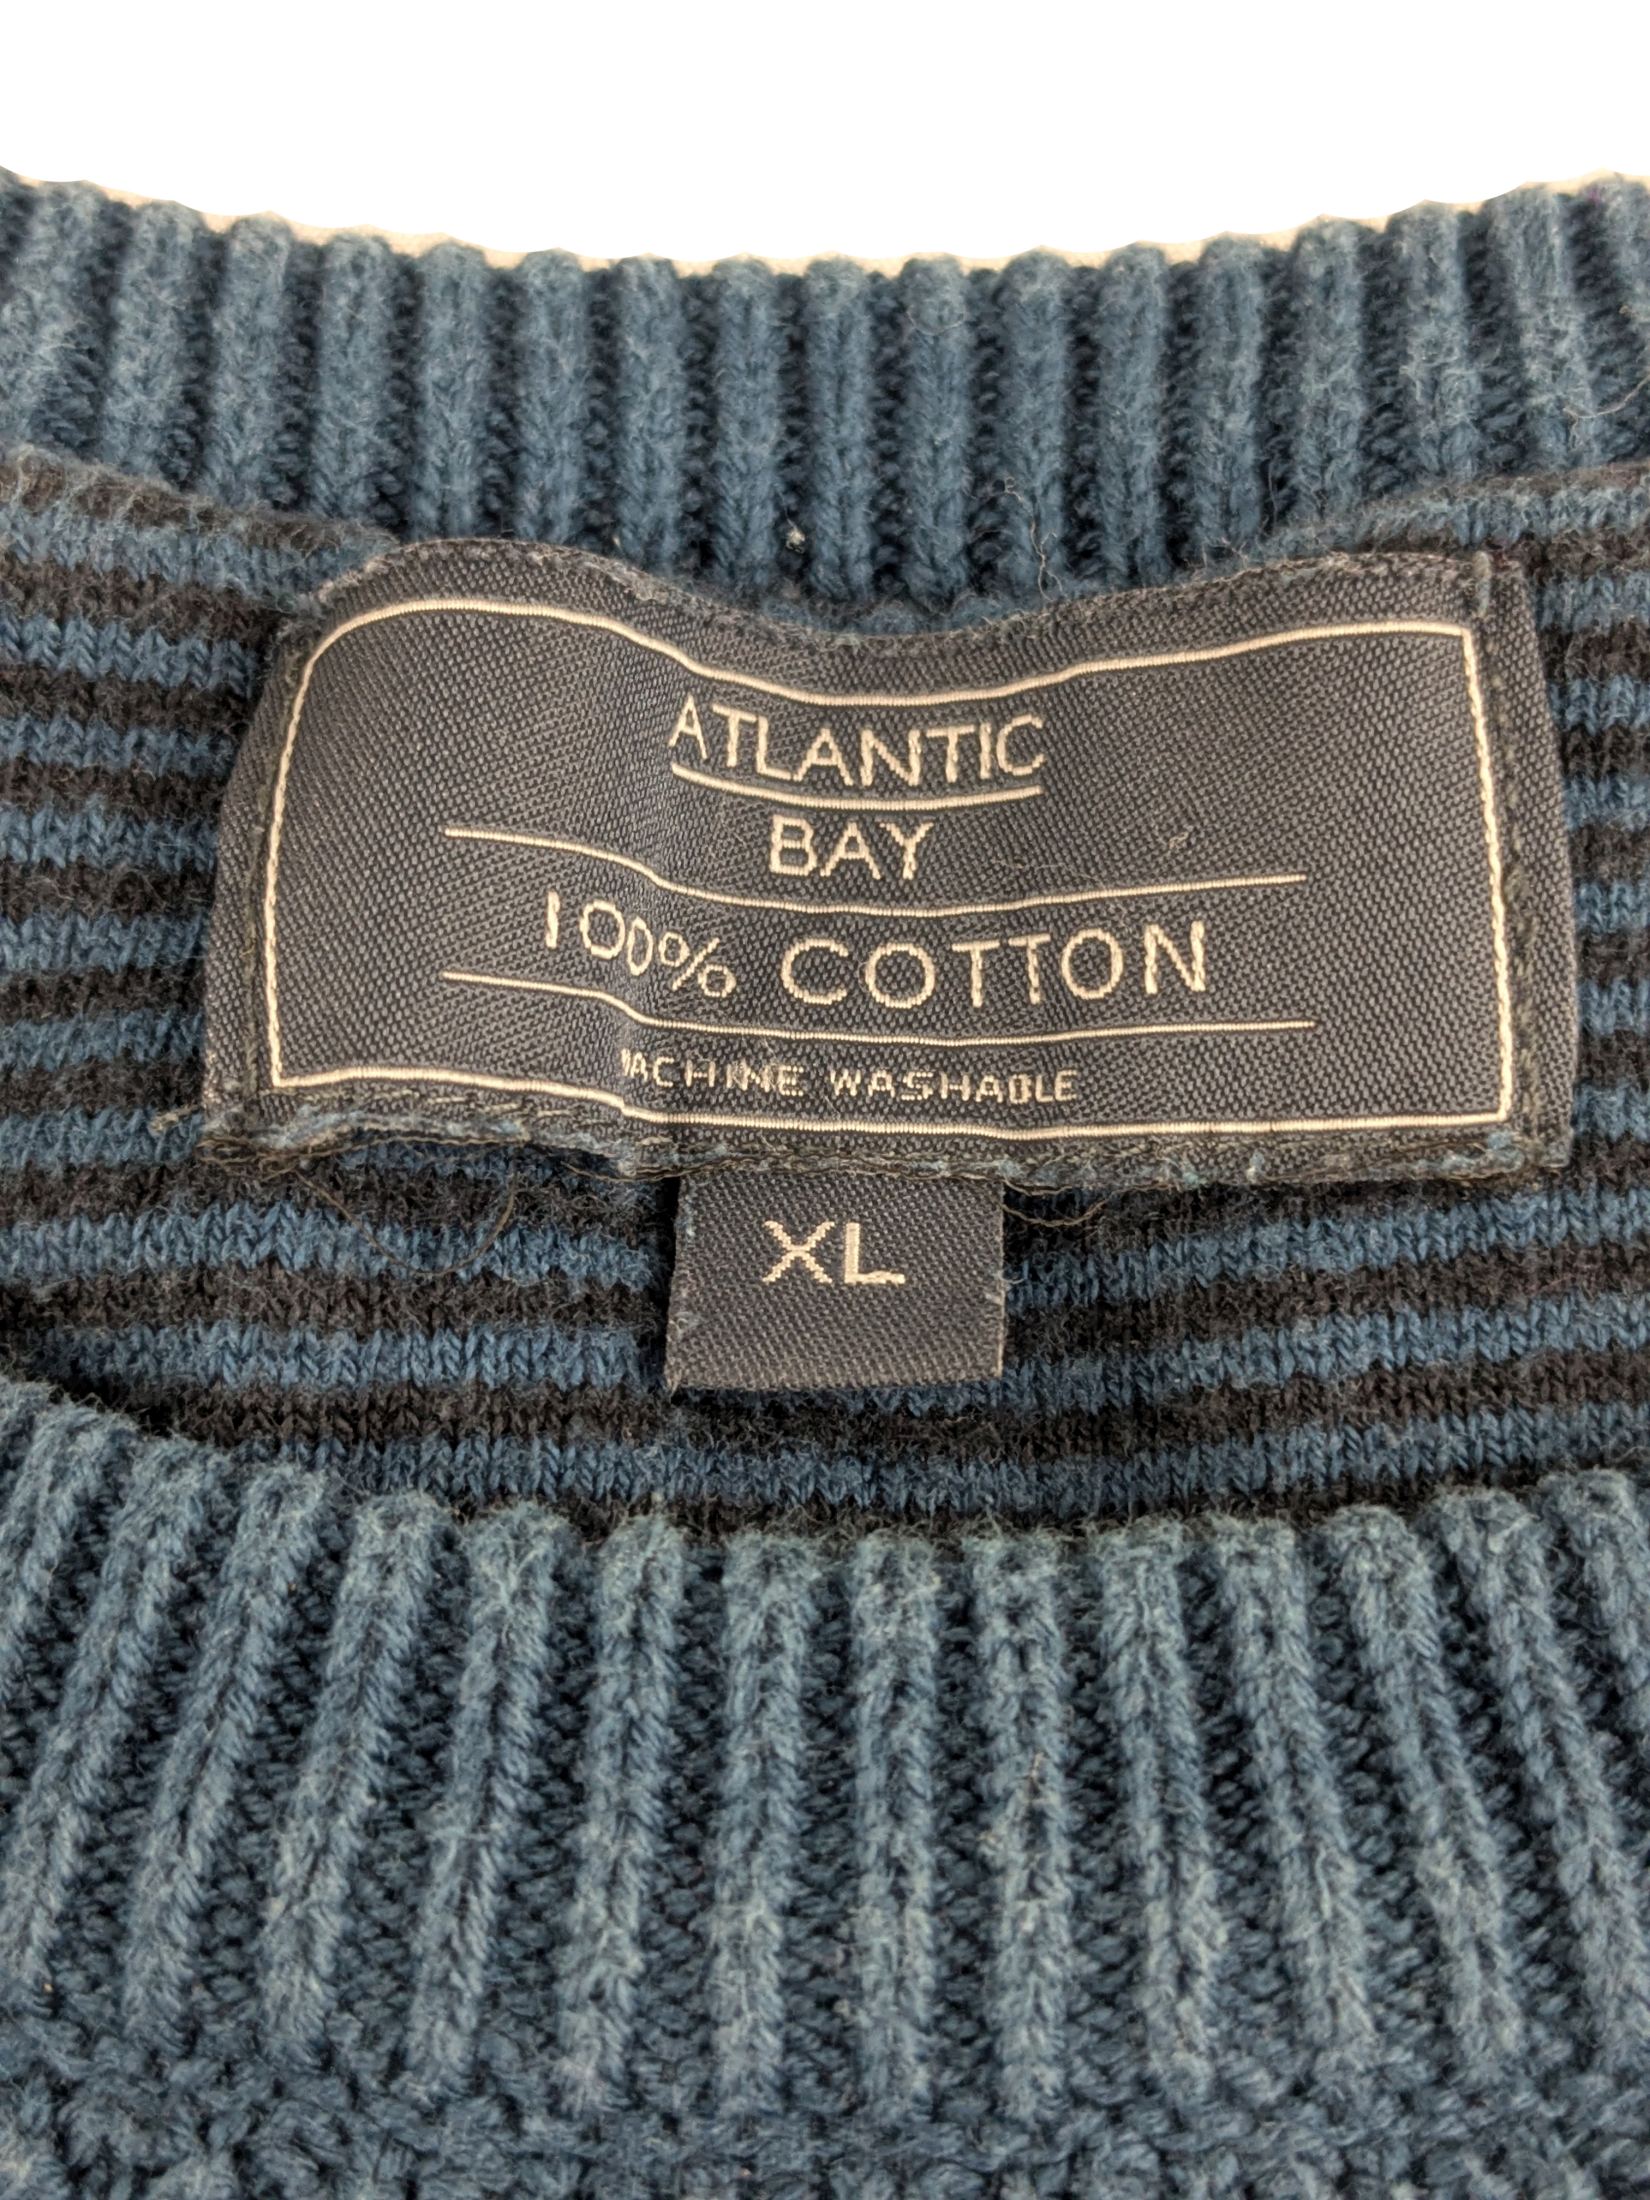 ATLANTIC
BAY
100% COTTON
MACHINE WASHABLE
XL